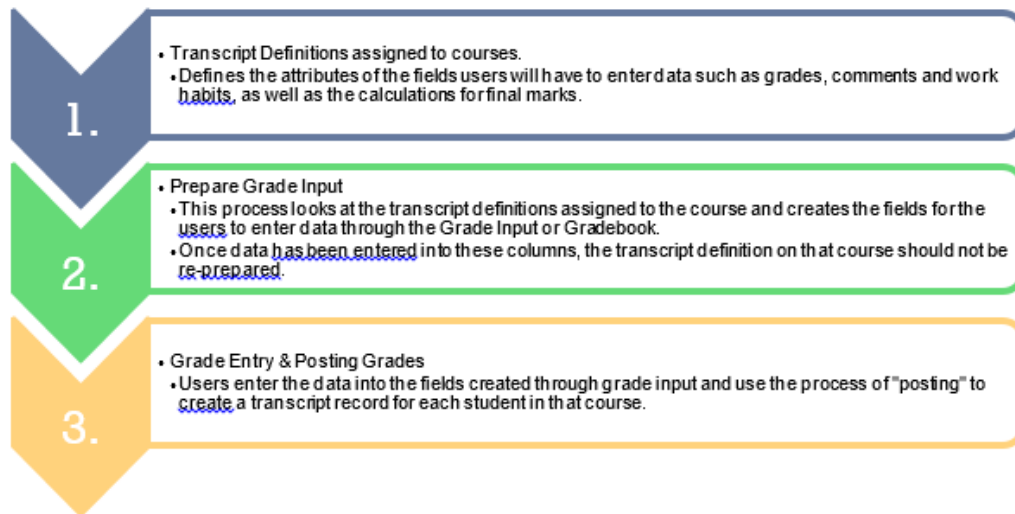 1.
• Transcript Definitions assigned to courses.
• Defines the attributes of the fields users will have to enter data such as grades, comments and work
habits, as well as the calculations for final marks.
2.
• Prepare Grade Input
• This process looks at the transcript definitions assigned to the course and creates the fields for the
users to enter data through the Grade Input or Gradebook.
• Once data has been entered into these columns, the transcript definition on that course should not be
re-prepared.
3.
• Grade Entry & Posting Grades
• Users enter the data into the fields created through grade input and use the process of "posting" to
create a transcript record for each student in that course.